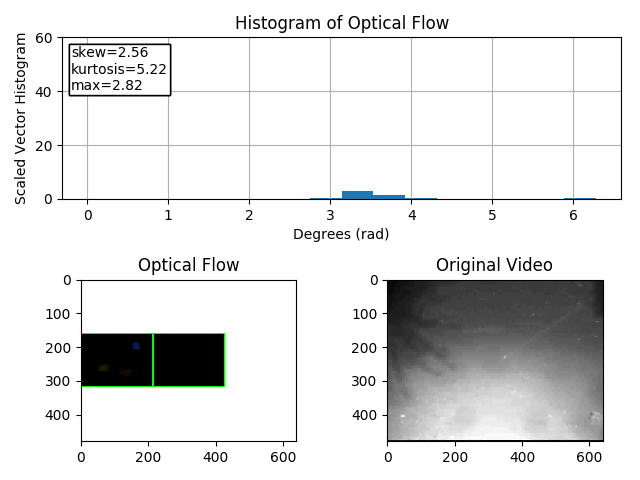 Histogram of Optical Flow
60
40
20
0
Scaled Vector Histogram
skew=2.56
kurtosis=5.22
max=2.82
0 1 2 3 4 5 6
Degrees (rad)
Optical Flow
0
100
200
300
400
0 200 400 600
Original Video
0
100
200
300
400
0 200 400 600